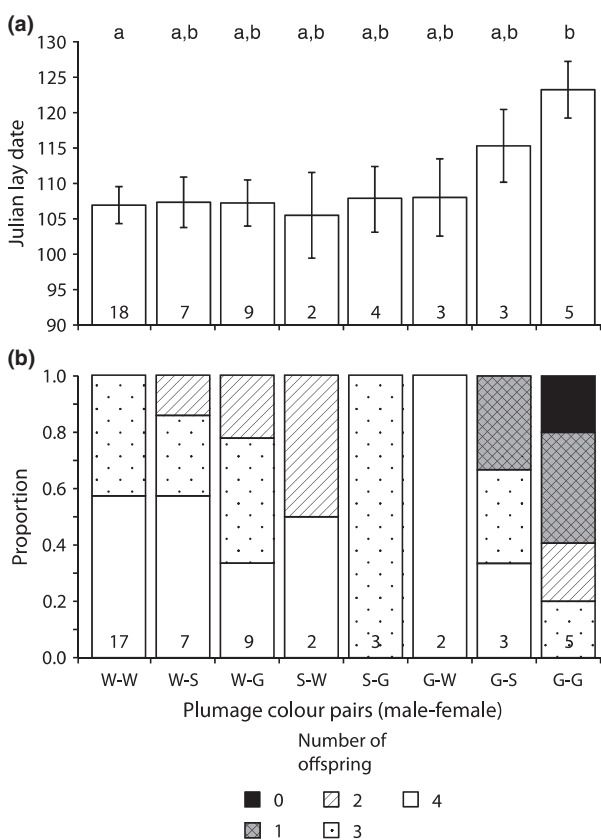 (a)
a a,b a,b a,b a,b a,b a,b b
Julian lay date
130
125
120
115
110
105
100
95
90
18 7 9 2 4 3 3 5
(b)
Proportion
1.0
0.8
0.6
0.4
0.2
0.0
17 7 9 2 3 2 3 5
W-W W-S W-G S-W S-G G-W G-S G-G
Plumage colour pairs (male-female)
Number of
offspring
0 2 4
1 3